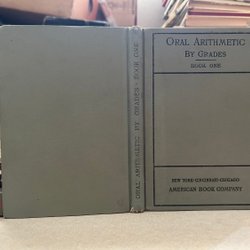 ORAL ARITHMETIC BY GRADES - BOOK ONE
ORAL ARITHMETIC
BY GRADES
BOOK ONE
NEW YORK·CINCINNATI·CHICAGO
AMERICAN BOOK COMPANY